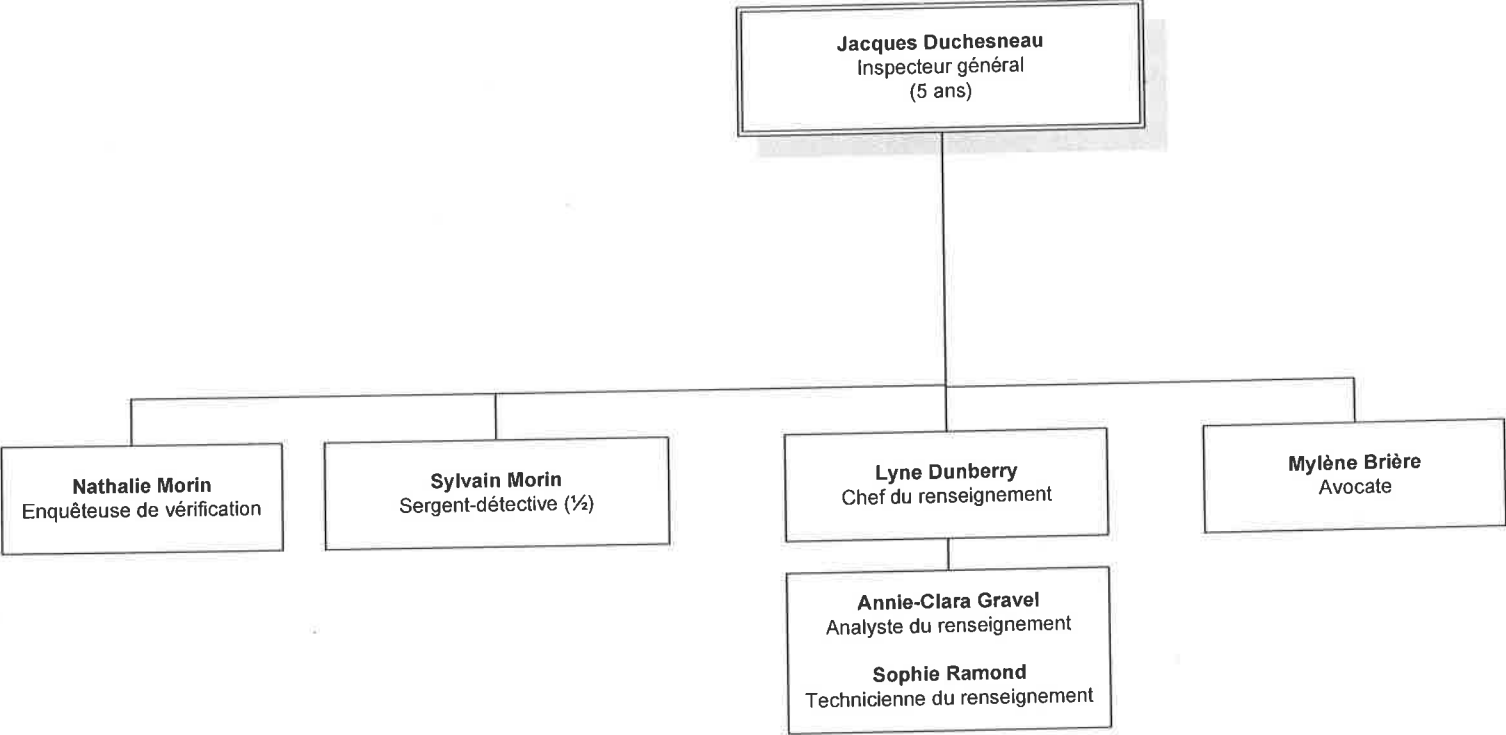 Jacques Duchesneau
Inspecteur général
(5 ans)
Nathalie Morin
Enquêteuse de vérification
Sylvain Morin
Sergent-détective (½)
Lyne Dunberry
Chef du renseignement
Mylène Brière
Avocate
Annie-Clara Gravel
Analyste du renseignement
Sophie Ramond
Technicienne du renseignement